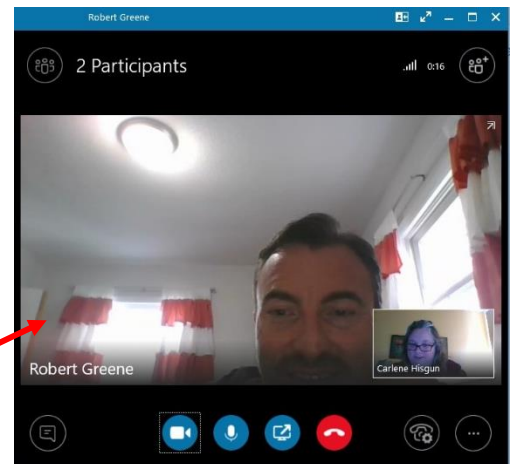 Robert Greene
2 Participants
0:16
Robert Greene
Carlene Hisgun